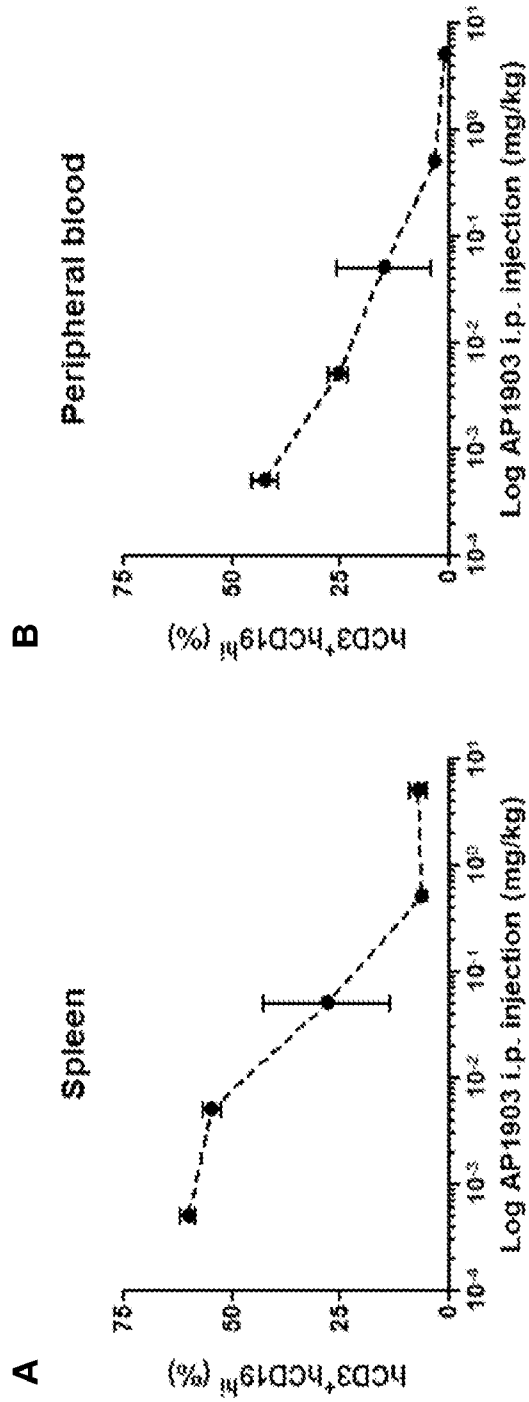 A
Spleen
hCD3⁺hCD19ʰⁱ (%)
75
50
25
0
10⁻⁴ 10⁻³ 10⁻² 10⁻¹ 10⁰ 10¹
Log AP1903 i.p. injection (mg/kg)
B
Peripheral blood
hCD3⁺hCD19ʰⁱ (%)
75
50
25
0
10⁻⁴ 10⁻³ 10⁻² 10⁻¹ 10⁰ 10¹
Log AP1903 i.p. injection (mg/kg)